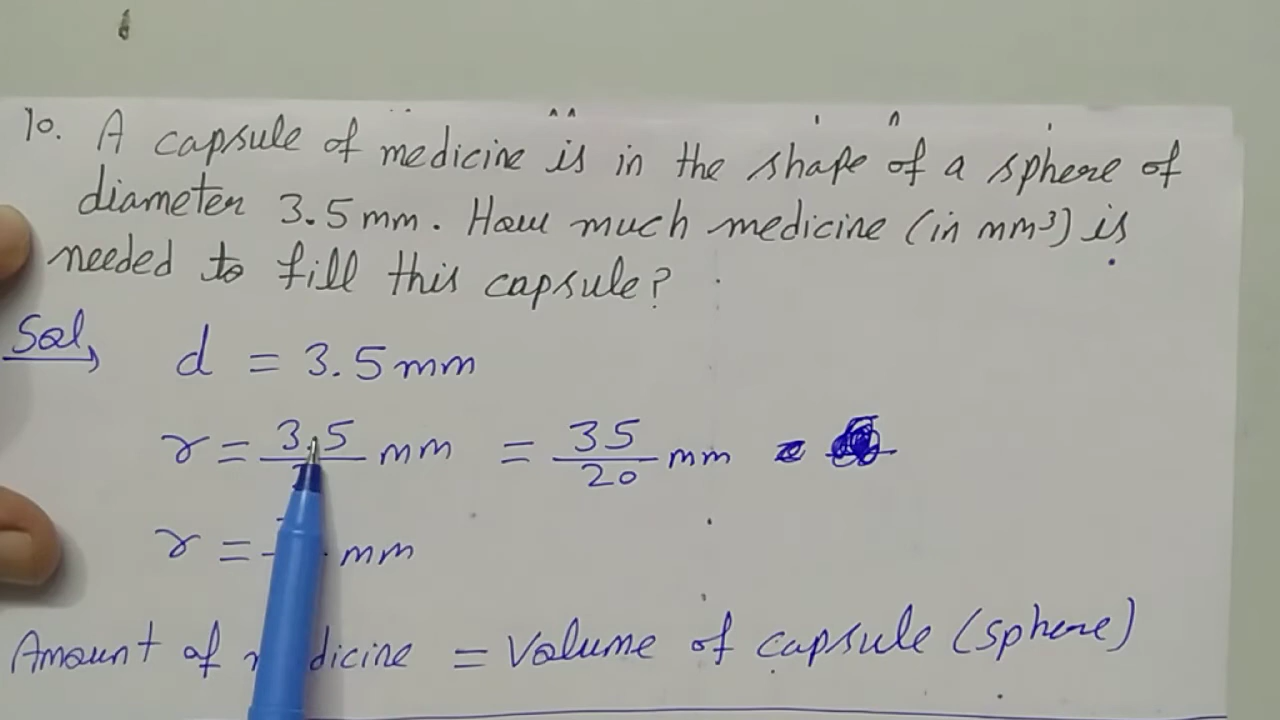 10. A capsule of medicine is in the shape of a sphere of
diameter 3.5 mm. How much medicine (in mm³) is
needed to fill this capsule?
Sol,
d = 3.5 mm
r = 3.5/ mm = 35/20 mm =
r = mm
Amount of = Volume of capsule (sphere)